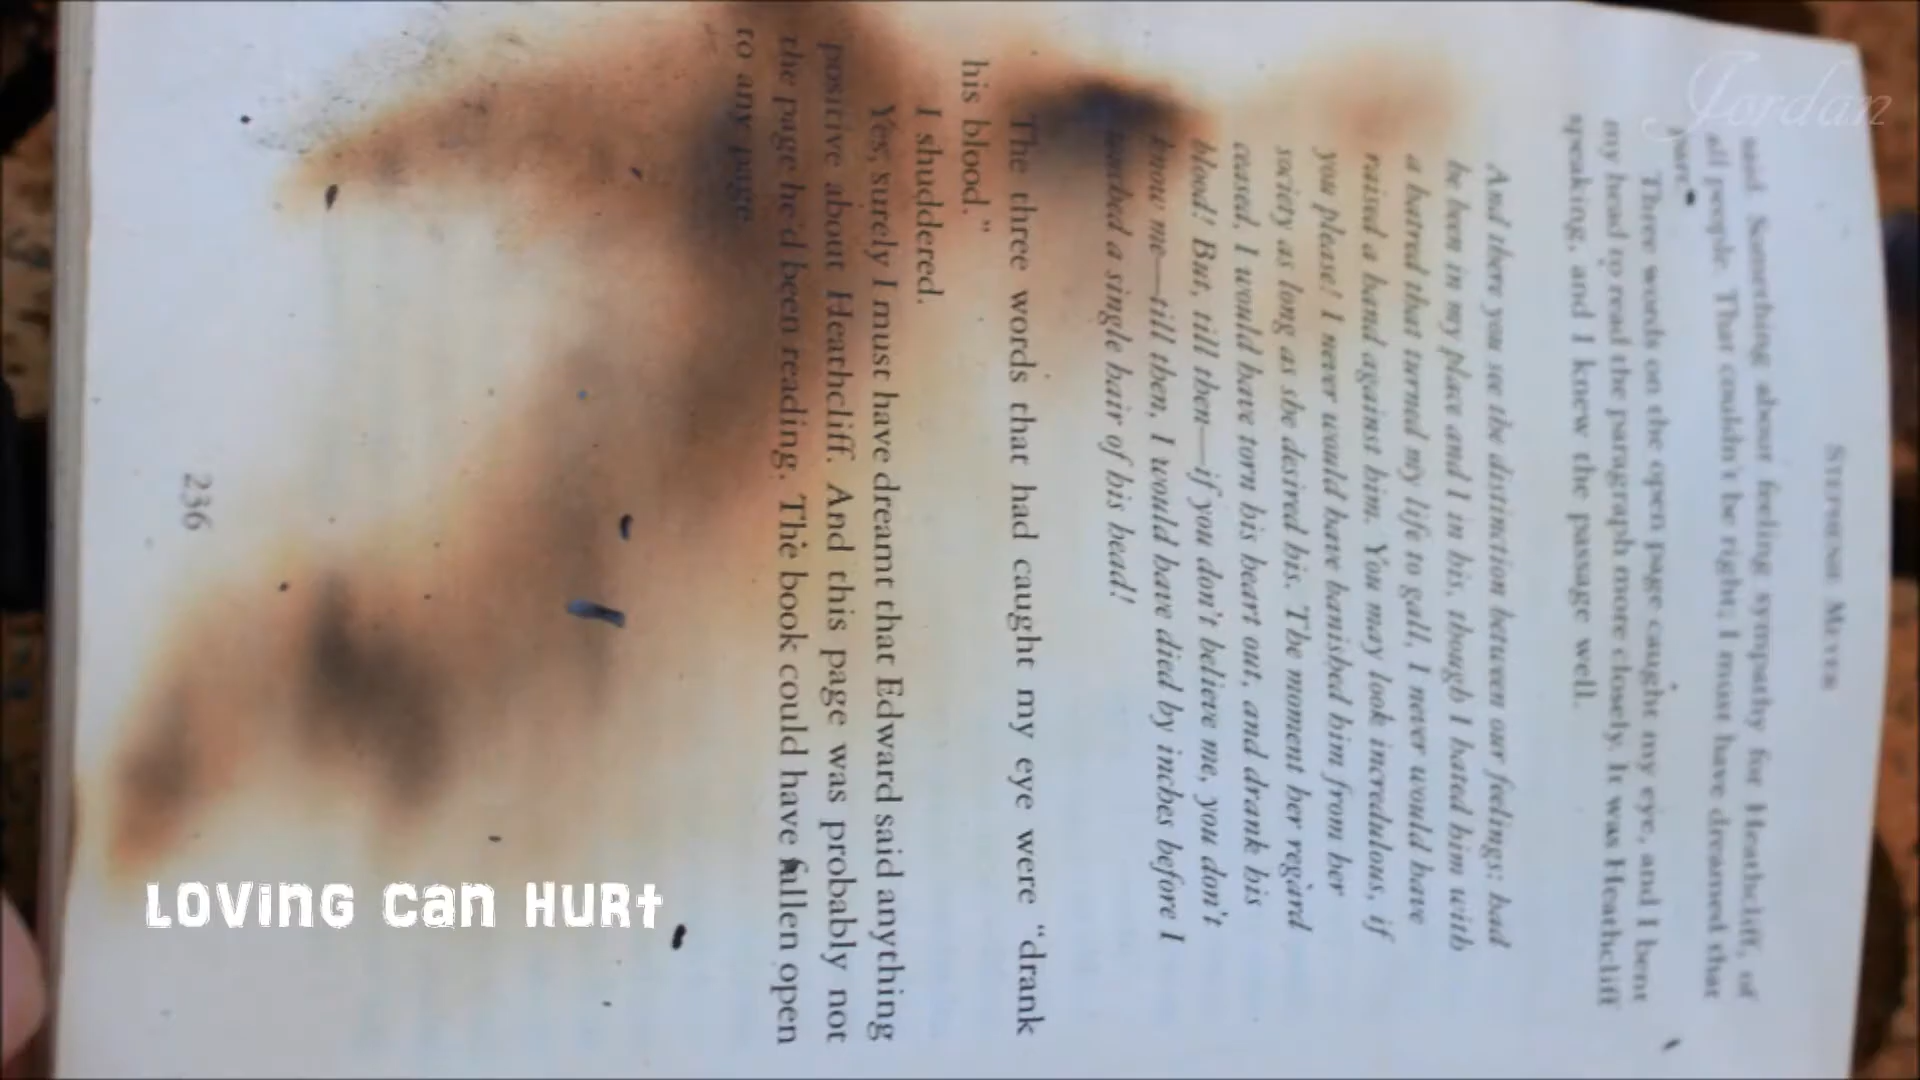 STEPHENIE MEYER
said. Something about feeling sympathy for Heathcliff, of
all people. That couldn't be right; I must have dreamed that
part.
Three words on the open page caught my eye, and I bent
my head to read the paragraph more closely. It was Heathcliff
speaking, and I knew the passage well.
And there you see the distinction between our feelings: had
he been in my place and I in his, though I hated him with
a hatred that turned my life to gall, I never would have
raised a hand against him. You may look incredulous, if
you please! I never would have banished him from her
society as long as she desired his. The moment her regard
ceased, I would have torn his heart out, and drank his
blood! But, till then—if you don't believe me, you don't
know me—till then, I would have died by inches before I
touched a single hair of his head!
The three words that had caught my eye were “drank
his blood.”
I shuddered.
Yes, surely I must have dreamt that Edward said anything
positive about Heathcliff. And this page was probably not
the page he'd been reading. The book could have fallen open
to any page.
236
LOVING CAN HURT
Jordan